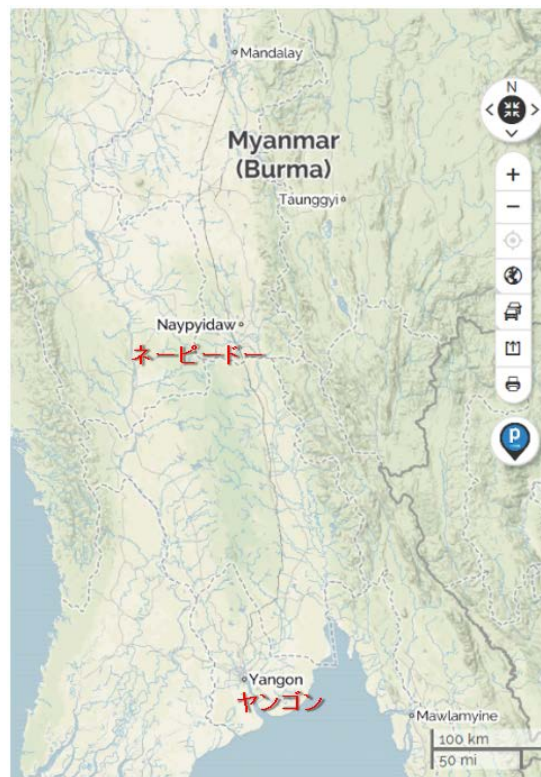 Mandalay
N
Myanmar
(Burma)
Taunggyi
+
−
Naypyidaw
ネーピードー
p
Yangon
ヤンゴン
Mawlamyine
100 km
50 mi